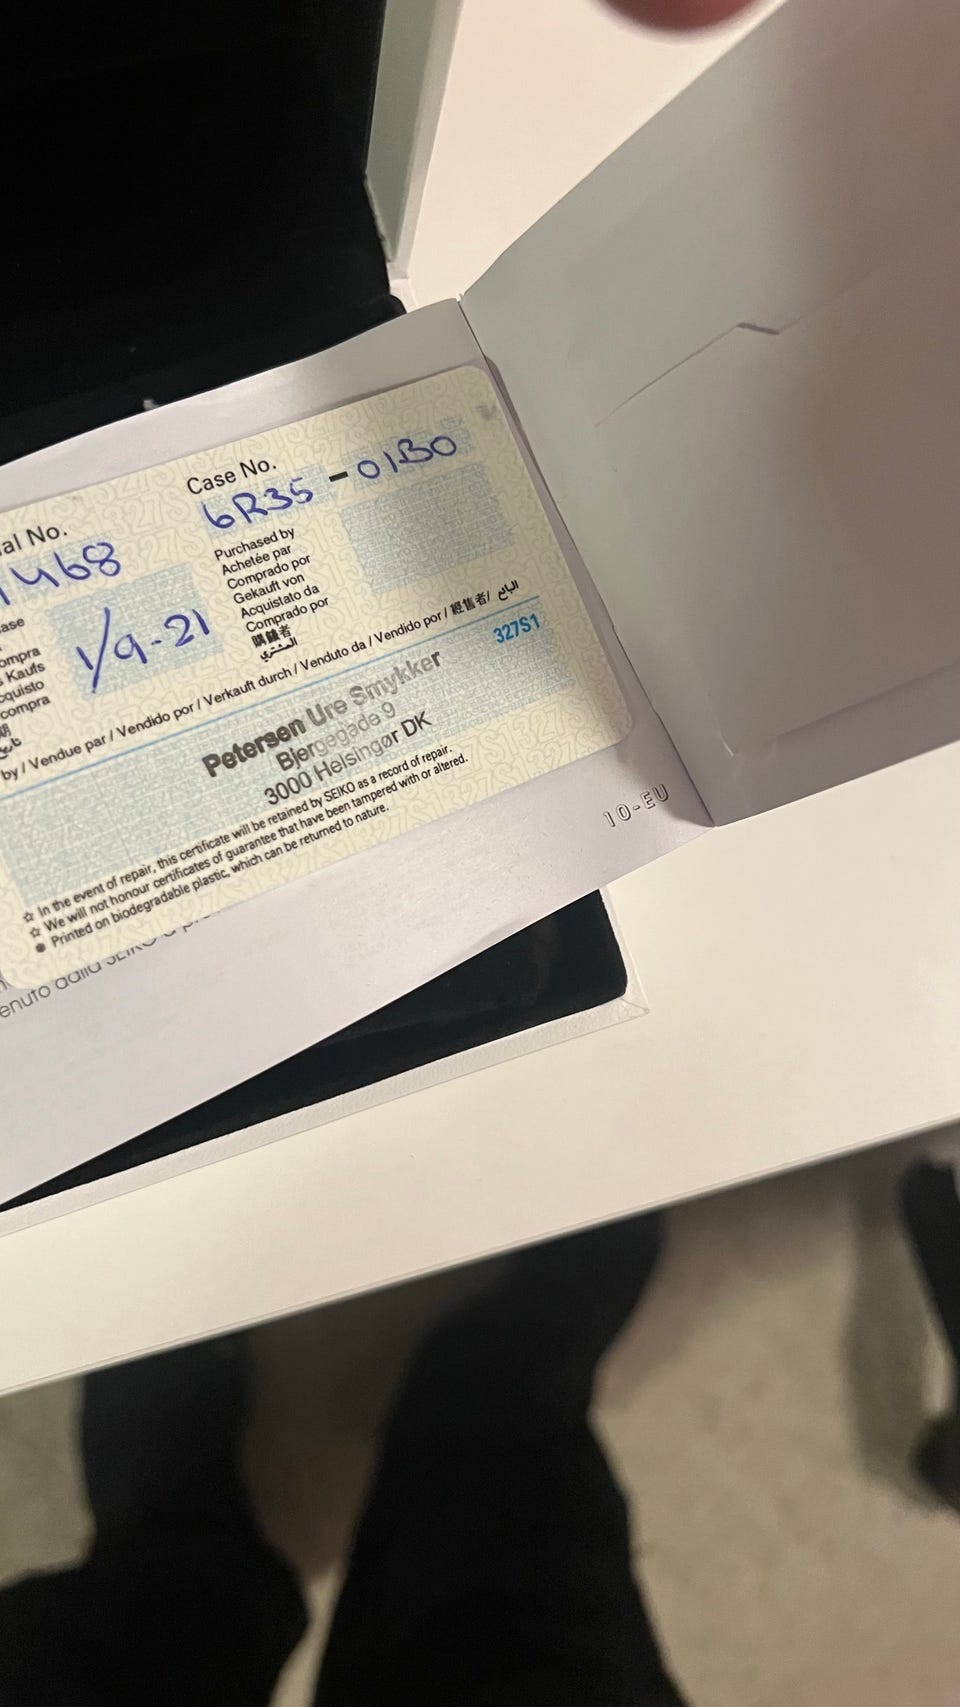 al No.
1468
Case No.
6R35 - 01B0
ase
ompra
s Kaufs
cquisto
compra
期
1/9-21
Purchased by
Achetée par
Comprado por
Gekauft von
Acquistato da
Comprado por
購買者
المشتري
by / Vendue par / Vendido por / Verkauft durch / Venduto da / Vendido por / 経售者 / البائع
327S1
Petersen Ure Smykker
Bjergegade 9
3000 Helsingør DK
☆ In the event of repair, this certificate will be retained by SEIKO as a record of repair.
☆ We will not honour certificates of guarantee that have been tampered with or altered.
● Printed on biodegradable plastic, which can be returned to nature.
10-EU
enuto dalla SEIKO